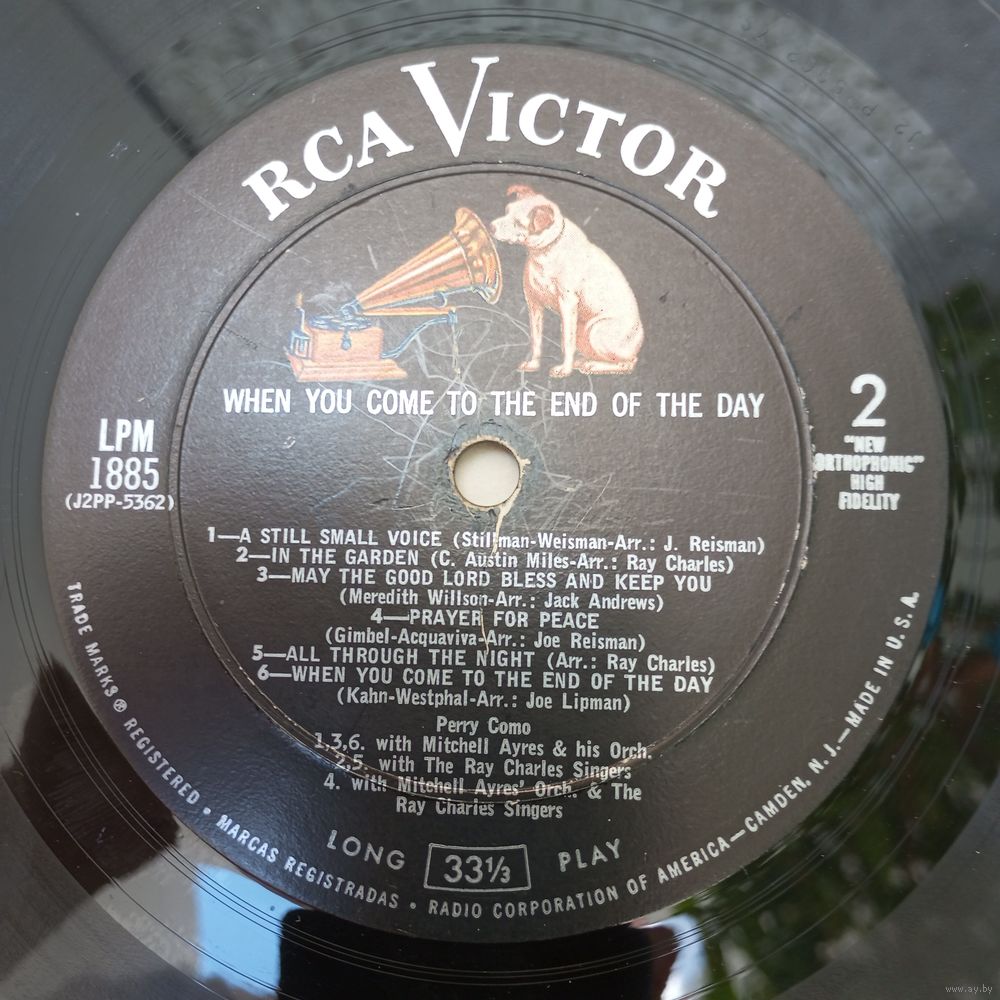 RCA VICTOR
WHEN YOU COME TO THE END OF THE DAY
LPM
1885
(J2PP-5362)
2
"NEW
ORTHOPHONIC"
HIGH
FIDELITY
1—A STILL SMALL VOICE (Stillman-Weisman-Arr.: J. Reisman)
2—IN THE GARDEN (C. Austin Miles-Arr.: Ray Charles)
3—MAY THE GOOD LORD BLESS AND KEEP YOU
(Meredith Willson-Arr.: Jack Andrews)
4—PRAYER FOR PEACE
(Gimbel-Acquaviva-Arr.: Joe Reisman)
5—ALL THROUGH THE NIGHT (Arr.: Ray Charles)
6—WHEN YOU COME TO THE END OF THE DAY
(Kahn-Westphal-Arr.: Joe Lipman)
Perry Como
1,3,6. with Mitchell Ayres & his Orch.
2,5. with The Ray Charles Singers
4. with Mitchell Ayres' Orch. & The
Ray Charles Singers
LONG 33⅓ PLAY
TRADE MARKS ® REGISTERED • MARCAS REGISTRADAS • RADIO CORPORATION OF AMERICA—CAMDEN, N. J.—MADE IN U. S. A.
www.ay.by